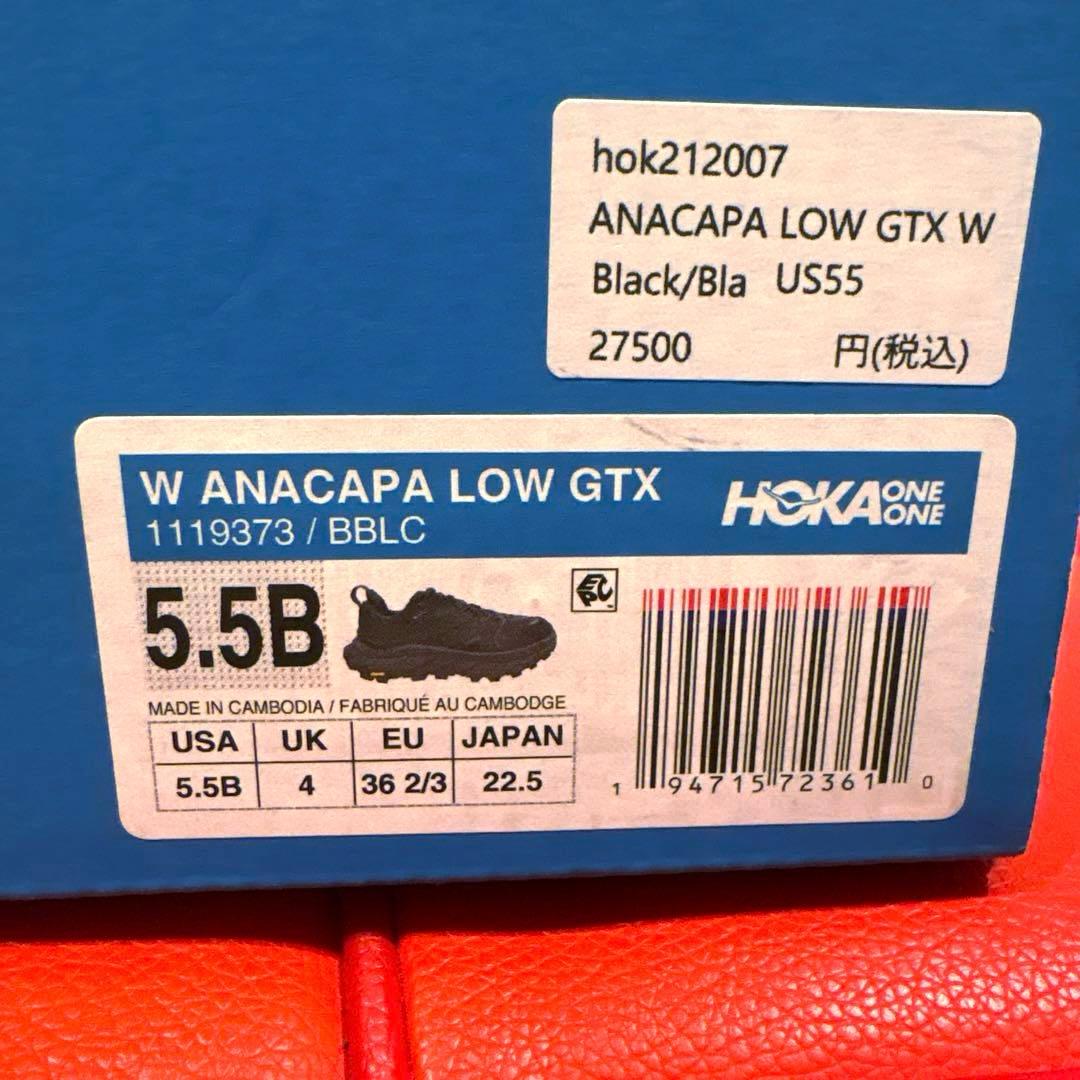 hok212007
ANACAPA LOW GTX W
Black/Bla US55
27500 円(税込)
W ANACAPA LOW GTX
1119373 / BBLC
HOKA ONE ONE
5.5B
EPC
MADE IN CAMBODIA / FABRIQUÉ AU CAMBODGE
USA UK EU JAPAN
5.5B 4 36 2/3 22.5
1 94715 72361 0